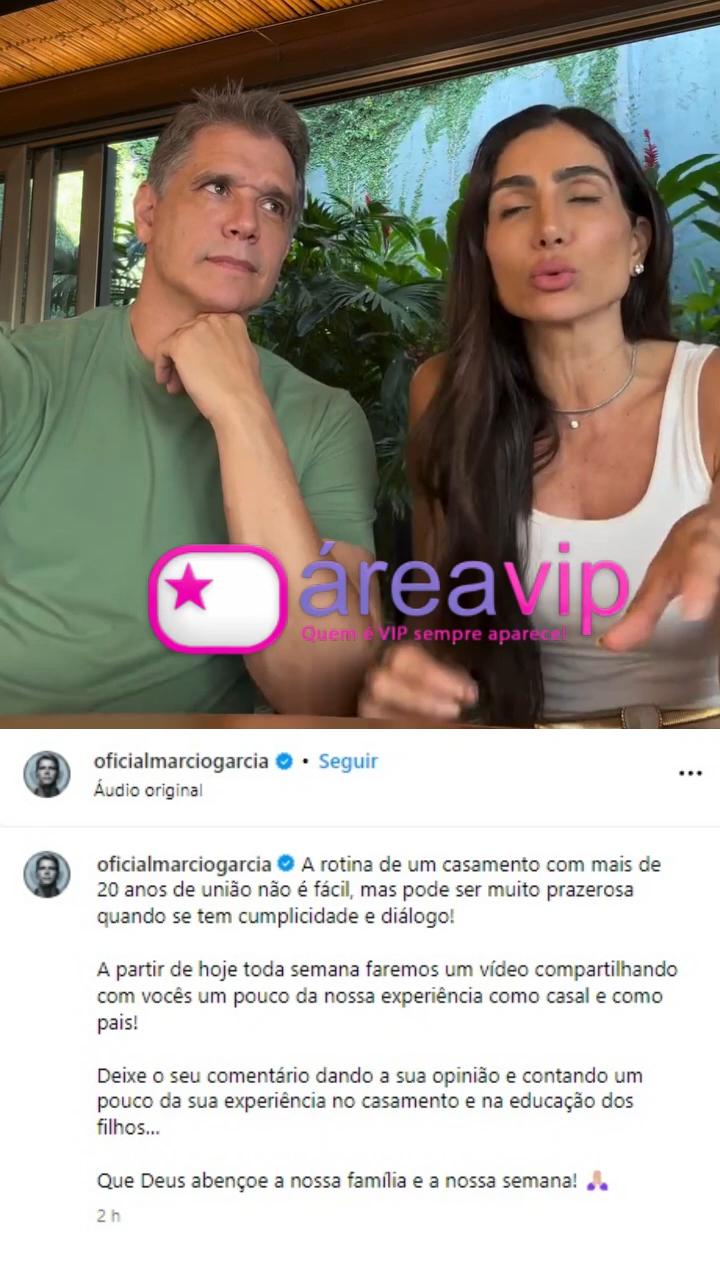 áreavip
Quem é VIP sempre aparece!
oficialmarciogarcia • Seguir
Áudio original
oficialmarciogarcia A rotina de um casamento com mais de
20 anos de união não é fácil, mas pode ser muito prazerosa
quando se tem cumplicidade e diálogo!
A partir de hoje toda semana faremos um vídeo compartilhando
com vocês um pouco da nossa experiência como casal e como
pais!
Deixe o seu comentário dando a sua opinião e contando um
pouco da sua experiência no casamento e na educação dos
filhos...
Que Deus abençoe a nossa família e a nossa semana! 🙏🏼
2 h